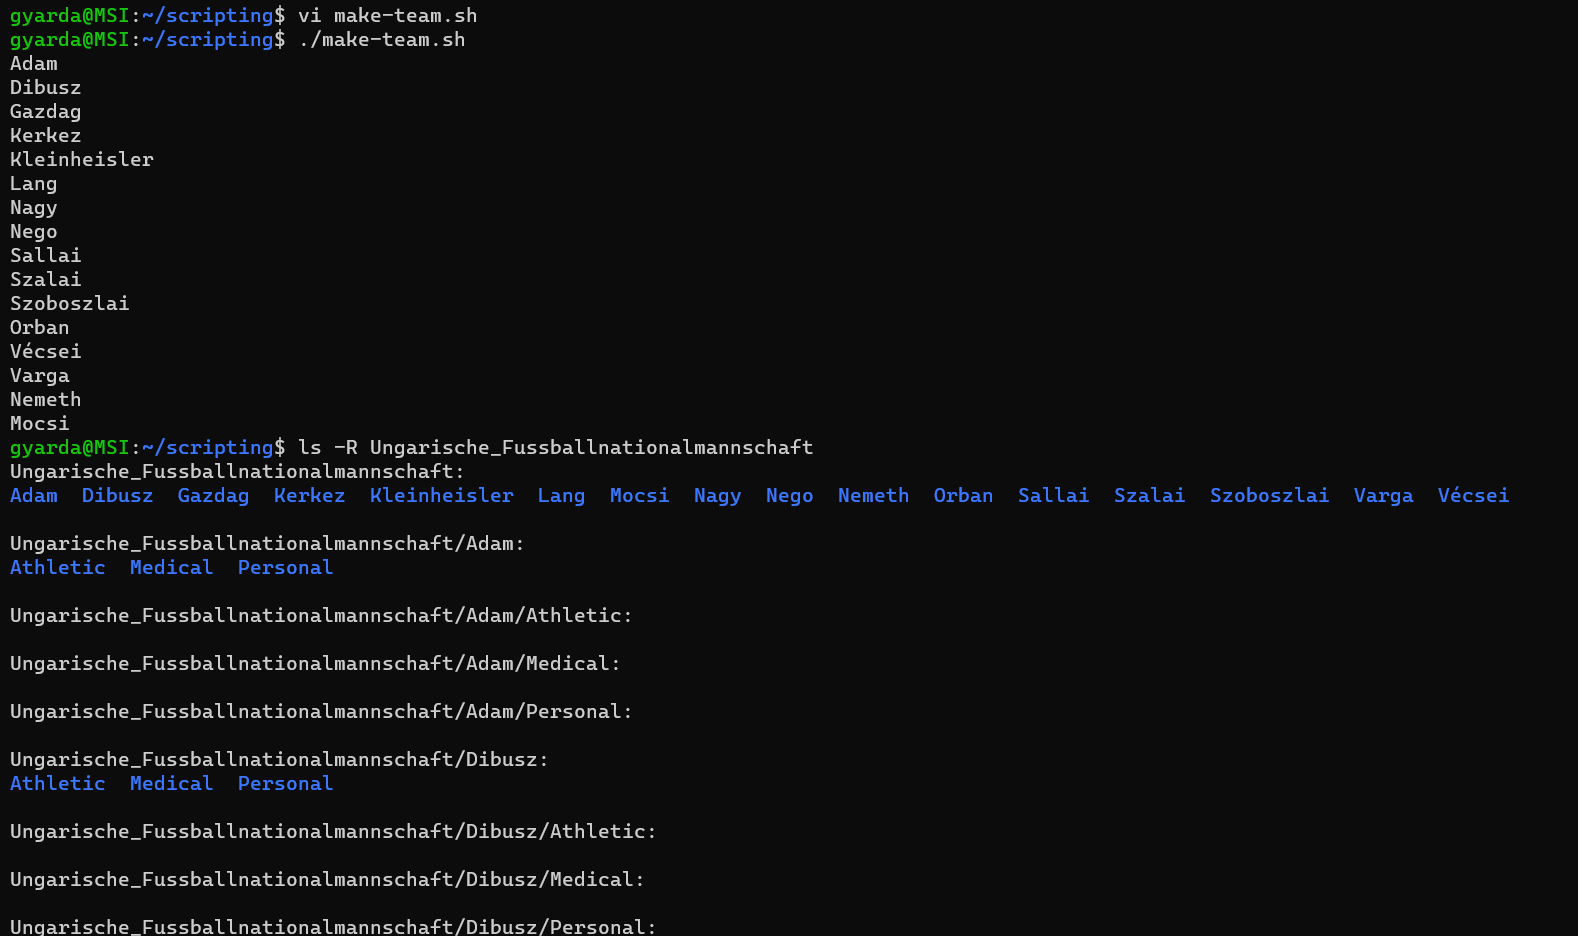 gyarda@MSI:~/scripting$ vi make-team.sh
gyarda@MSI:~/scripting$ ./make-team.sh
Adam
Dibusz
Gazdag
Kerkez
Kleinheisler
Lang
Nagy
Nego
Sallai
Szalai
Szoboszlai
Orban
Vécsei
Varga
Nemeth
Mocsi
gyarda@MSI:~/scripting$ ls -R Ungarische_Fussballnationalmannschaft
Ungarische_Fussballnationalmannschaft:
Adam  Dibusz  Gazdag  Kerkez  Kleinheisler  Lang  Mocsi  Nagy  Nego  Nemeth  Orban  Sallai  Szalai  Szoboszlai  Varga  Vécsei

Ungarische_Fussballnationalmannschaft/Adam:
Athletic  Medical  Personal

Ungarische_Fussballnationalmannschaft/Adam/Athletic:

Ungarische_Fussballnationalmannschaft/Adam/Medical:

Ungarische_Fussballnationalmannschaft/Adam/Personal:

Ungarische_Fussballnationalmannschaft/Dibusz:
Athletic  Medical  Personal

Ungarische_Fussballnationalmannschaft/Dibusz/Athletic:

Ungarische_Fussballnationalmannschaft/Dibusz/Medical:

Ungarische_Fussballnationalmannschaft/Dibusz/Personal: